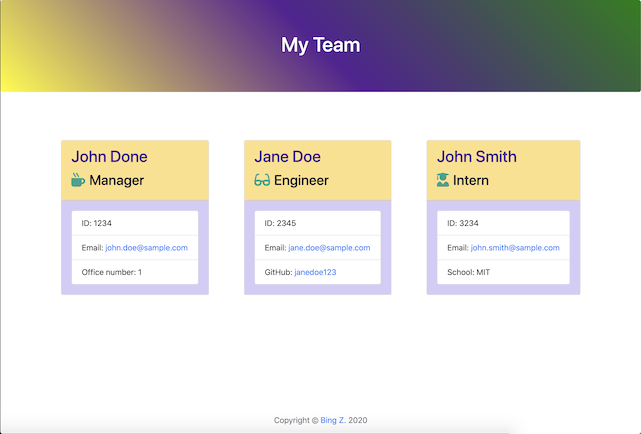 My Team
John Done
Manager
ID: 1234
Email: john.doe@sample.com
Office number: 1
Jane Doe
Engineer
ID: 2345
Email: jane.doe@sample.com
GitHub: janedoe123
John Smith
Intern
ID: 3234
Email: john.smith@sample.com
School: MIT
Copyright © Bing Z. 2020